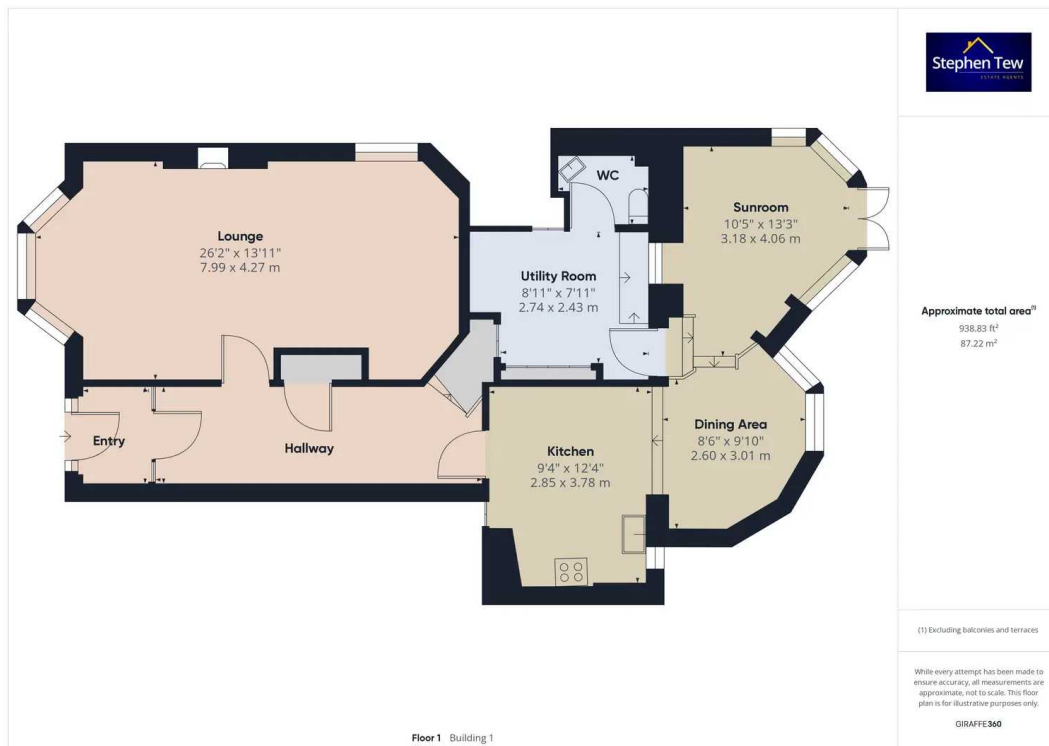 Stephen Tew
ESTATE AGENTS
WC
Sunroom
10'5" x 13'3"
3.18 x 4.06 m
Lounge
26'2" x 13'11"
7.99 x 4.27 m
Utility Room
8'11" x 7'11"
2.74 x 2.43 m
Approximate total area⁽¹⁾
938.83 ft²
87.22 m²
Entry
Hallway
Kitchen
9'4" x 12'4"
2.85 x 3.78 m
Dining Area
8'6" x 9'10"
2.60 x 3.01 m
(1) Excluding balconies and terraces
While every attempt has been made to
ensure accuracy, all measurements are
approximate, not to scale. This floor
plan is for illustrative purposes only.
GIRAFFE360
Floor 1 Building 1